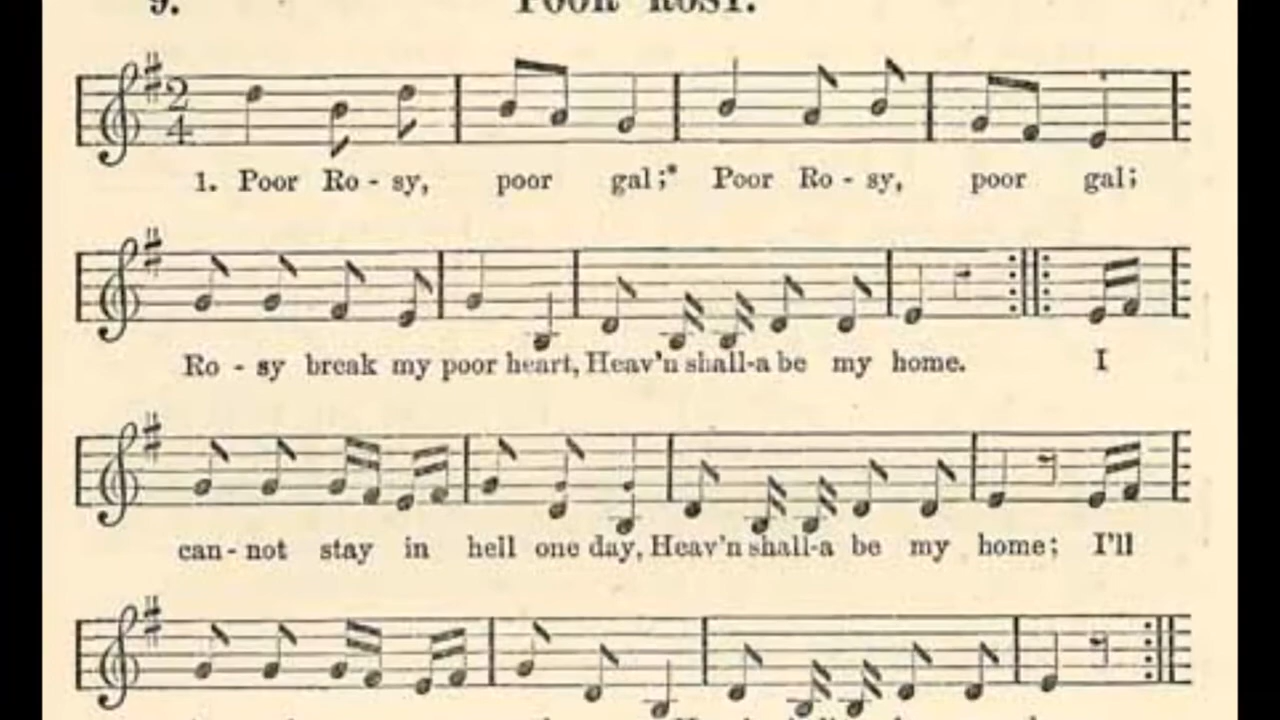 9. POOR ROSY.
2
4
1. Poor Ro - sy, poor gal;* Poor Ro - sy, poor gal;
Ro - sy break my poor heart, Heav'n shall-a be my home. I
can - not stay in hell one day, Heav'n shall-a be my home; I'll